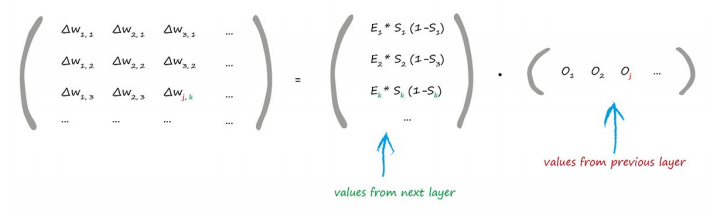 Δw₁,₁ Δw₂,₁ Δw₃,₁ ... E₁* S₁ (1-S₁)
Δw₁,₂ Δw₂,₂ Δw₃,₂ ... = E₂* S₂ (1-S₃) · O₁ O₂ Oⱼ ...
Δw₁,₃ Δw₂,₃ Δwⱼ,ₖ ... Eₖ* Sₖ (1-Sₖ)
... ... ... ... ...
values from previous layer
values from next layer